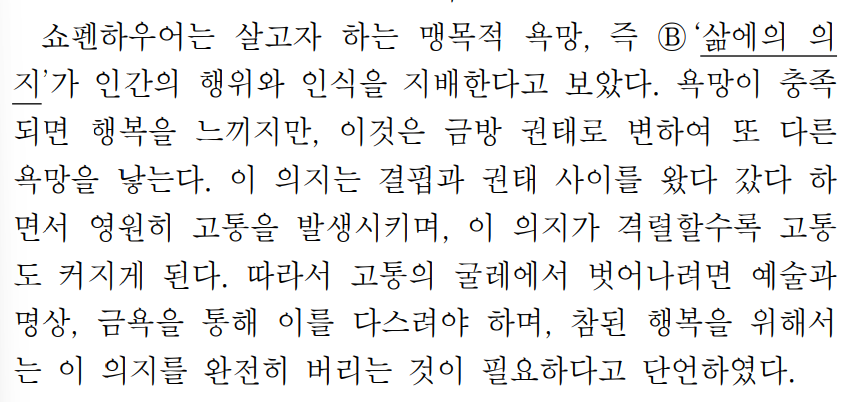 쇼펜하우어는 살고자 하는 맹목적 욕망, 즉 Ⓑ ‘삶에의 의
지’가 인간의 행위와 인식을 지배한다고 보았다. 욕망이 충족
되면 행복을 느끼지만, 이것은 금방 권태로 변하여 또 다른
욕망을 낳는다. 이 의지는 결핍과 권태 사이를 왔다 갔다 하
면서 영원히 고통을 발생시키며, 이 의지가 격렬할수록 고통
도 커지게 된다. 따라서 고통의 굴레에서 벗어나려면 예술과
명상, 금욕을 통해 이를 다스려야 하며, 참된 행복을 위해서
는 이 의지를 완전히 버리는 것이 필요하다고 단언하였다.